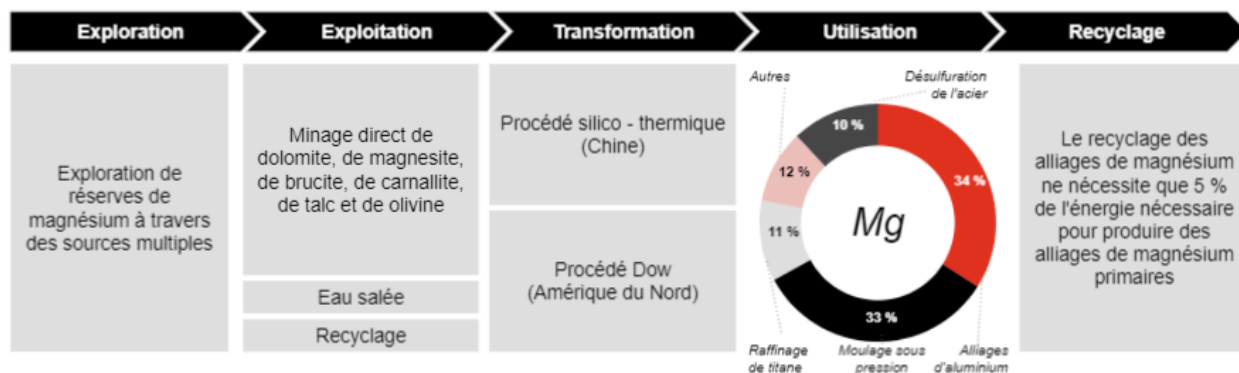 Exploration
Exploitation
Transformation
Utilisation
Recyclage
Exploration de
réserves de
magnésium à travers
des sources multiples
Minage direct de
dolomite, de magnesite,
de brucite, de carnallite,
de talc et de olivine
Eau salée
Recyclage
Procédé silico - thermique
(Chine)
Procédé Dow
(Amérique du Nord)
Autres
Désulfuration
de l'acier
10 %
34 %
12 %
11 %
33 %
Mg
Raffinage
de titane
Moulage sous
pression
Alliages
d'aluminium
Le recyclage des
alliages de magnésium
ne nécessite que 5 %
de l'énergie nécessaire
pour produire des
alliages de magnésium
primaires